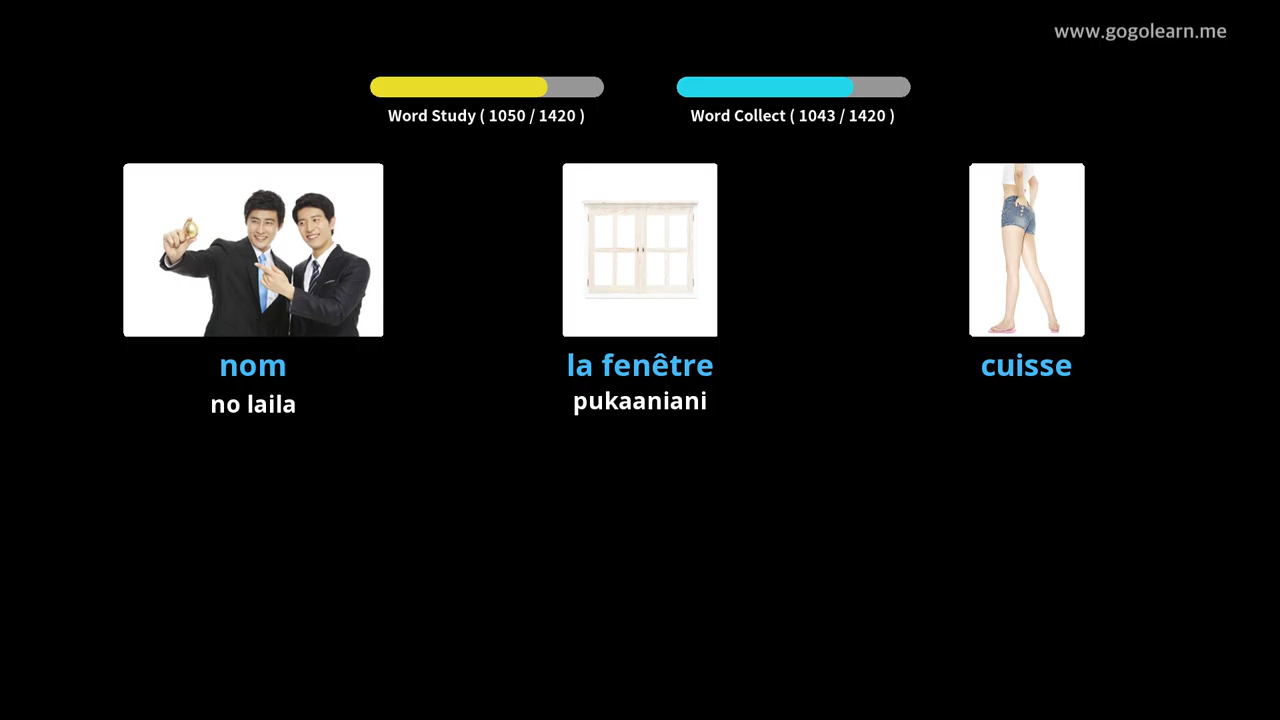 www.gogolearn.me
Word Study ( 1050 / 1420 )
Word Collect ( 1043 / 1420 )
nom
no laila
la fenêtre
pukaaniani
cuisse